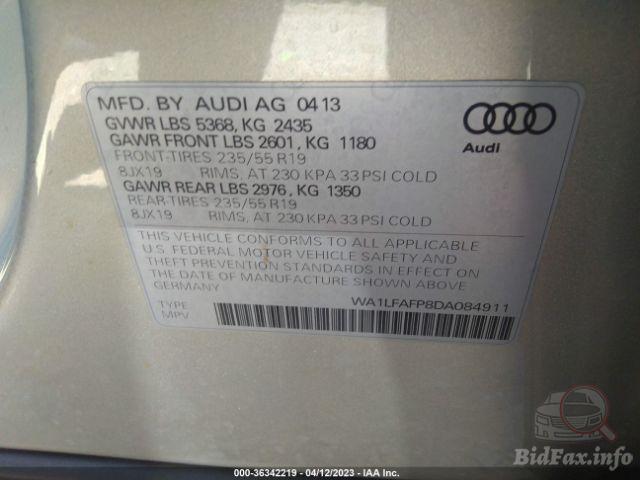 MFD. BY AUDI AG 0413
GVWR LBS 5368, KG 2435
GAWR FRONT LBS 2601, KG 1180
FRONT-TIRES 235/55 R19
8JX19 RIMS, AT 230 KPA 33 PSI COLD
GAWR REAR LBS 2976, KG 1350
REAR-TIRES 235/55 R19
8JX19 RIMS, AT 230 KPA 33 PSI COLD
Audi
THIS VEHICLE CONFORMS TO ALL APPLICABLE
U.S. FEDERAL MOTOR VEHICLE SAFETY AND
THEFT PREVENTION STANDARDS IN EFFECT ON
THE DATE OF MANUFACTURE SHOWN ABOVE.
GERMANY
TYPE WA1LFAFP8DA084911
MPV
BidFax.info
000-36342219 - 04/12/2023 - IAA Inc.